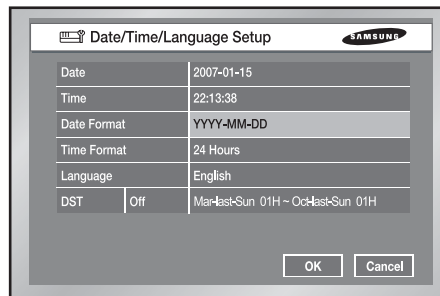 Date/Time/Language Setup SAMSUNG
Date 2007-01-15
Time 22:13:38
Date Format YYYY-MM-DD
Time Format 24 Hours
Language English
DST Off Mar-last-Sun 01H ~ Oct-last-Sun 01H
OK Cancel